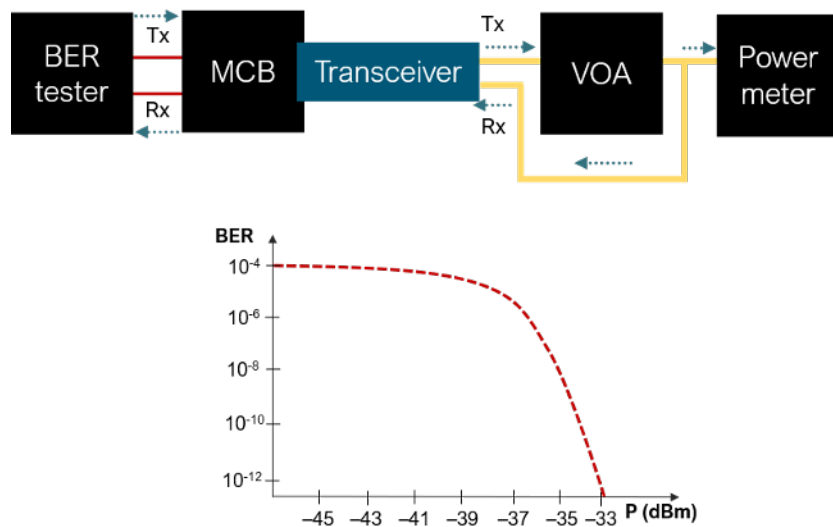 BER
tester
Tx
Rx
MCB
Transceiver
Tx
Rx
VOA
Power
meter
BER
10⁻⁴
10⁻⁶
10⁻⁸
10⁻¹⁰
10⁻¹²
–45 –43 –41 –39 –37 –35 –33
P (dBm)